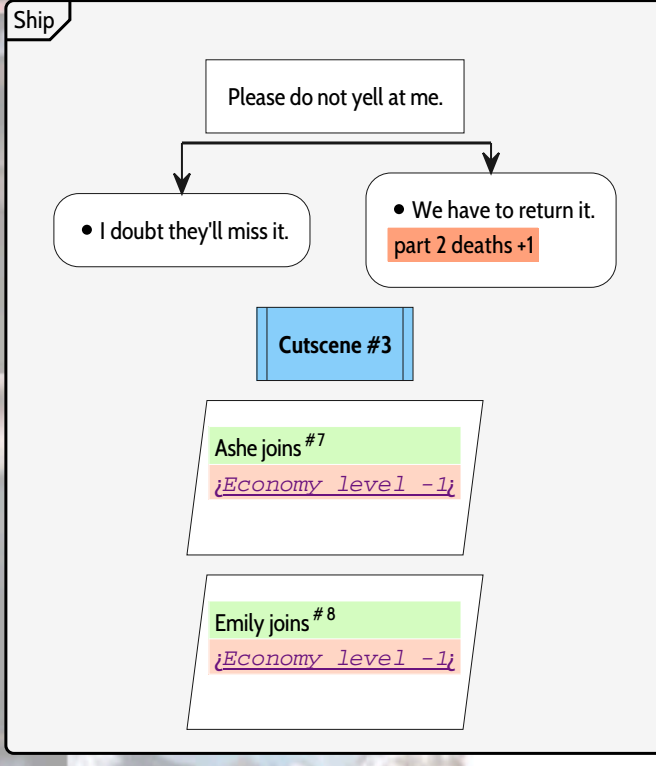 Ship
Please do not yell at me.
• I doubt they'll miss it.
• We have to return it.
part 2 deaths +1
Cutscene #3
Ashe joins #7
¿Economy level -1¿
Emily joins #8
¿Economy level -1¿